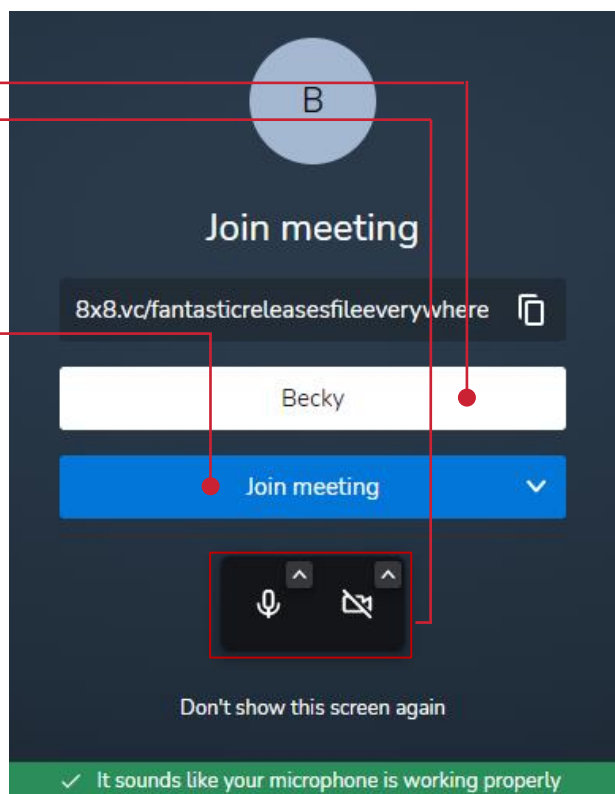 B
Join meeting
8x8.vc/fantasticreleasesfileeverywhere
Becky
Join meeting
Don't show this screen again
It sounds like your microphone is working properly